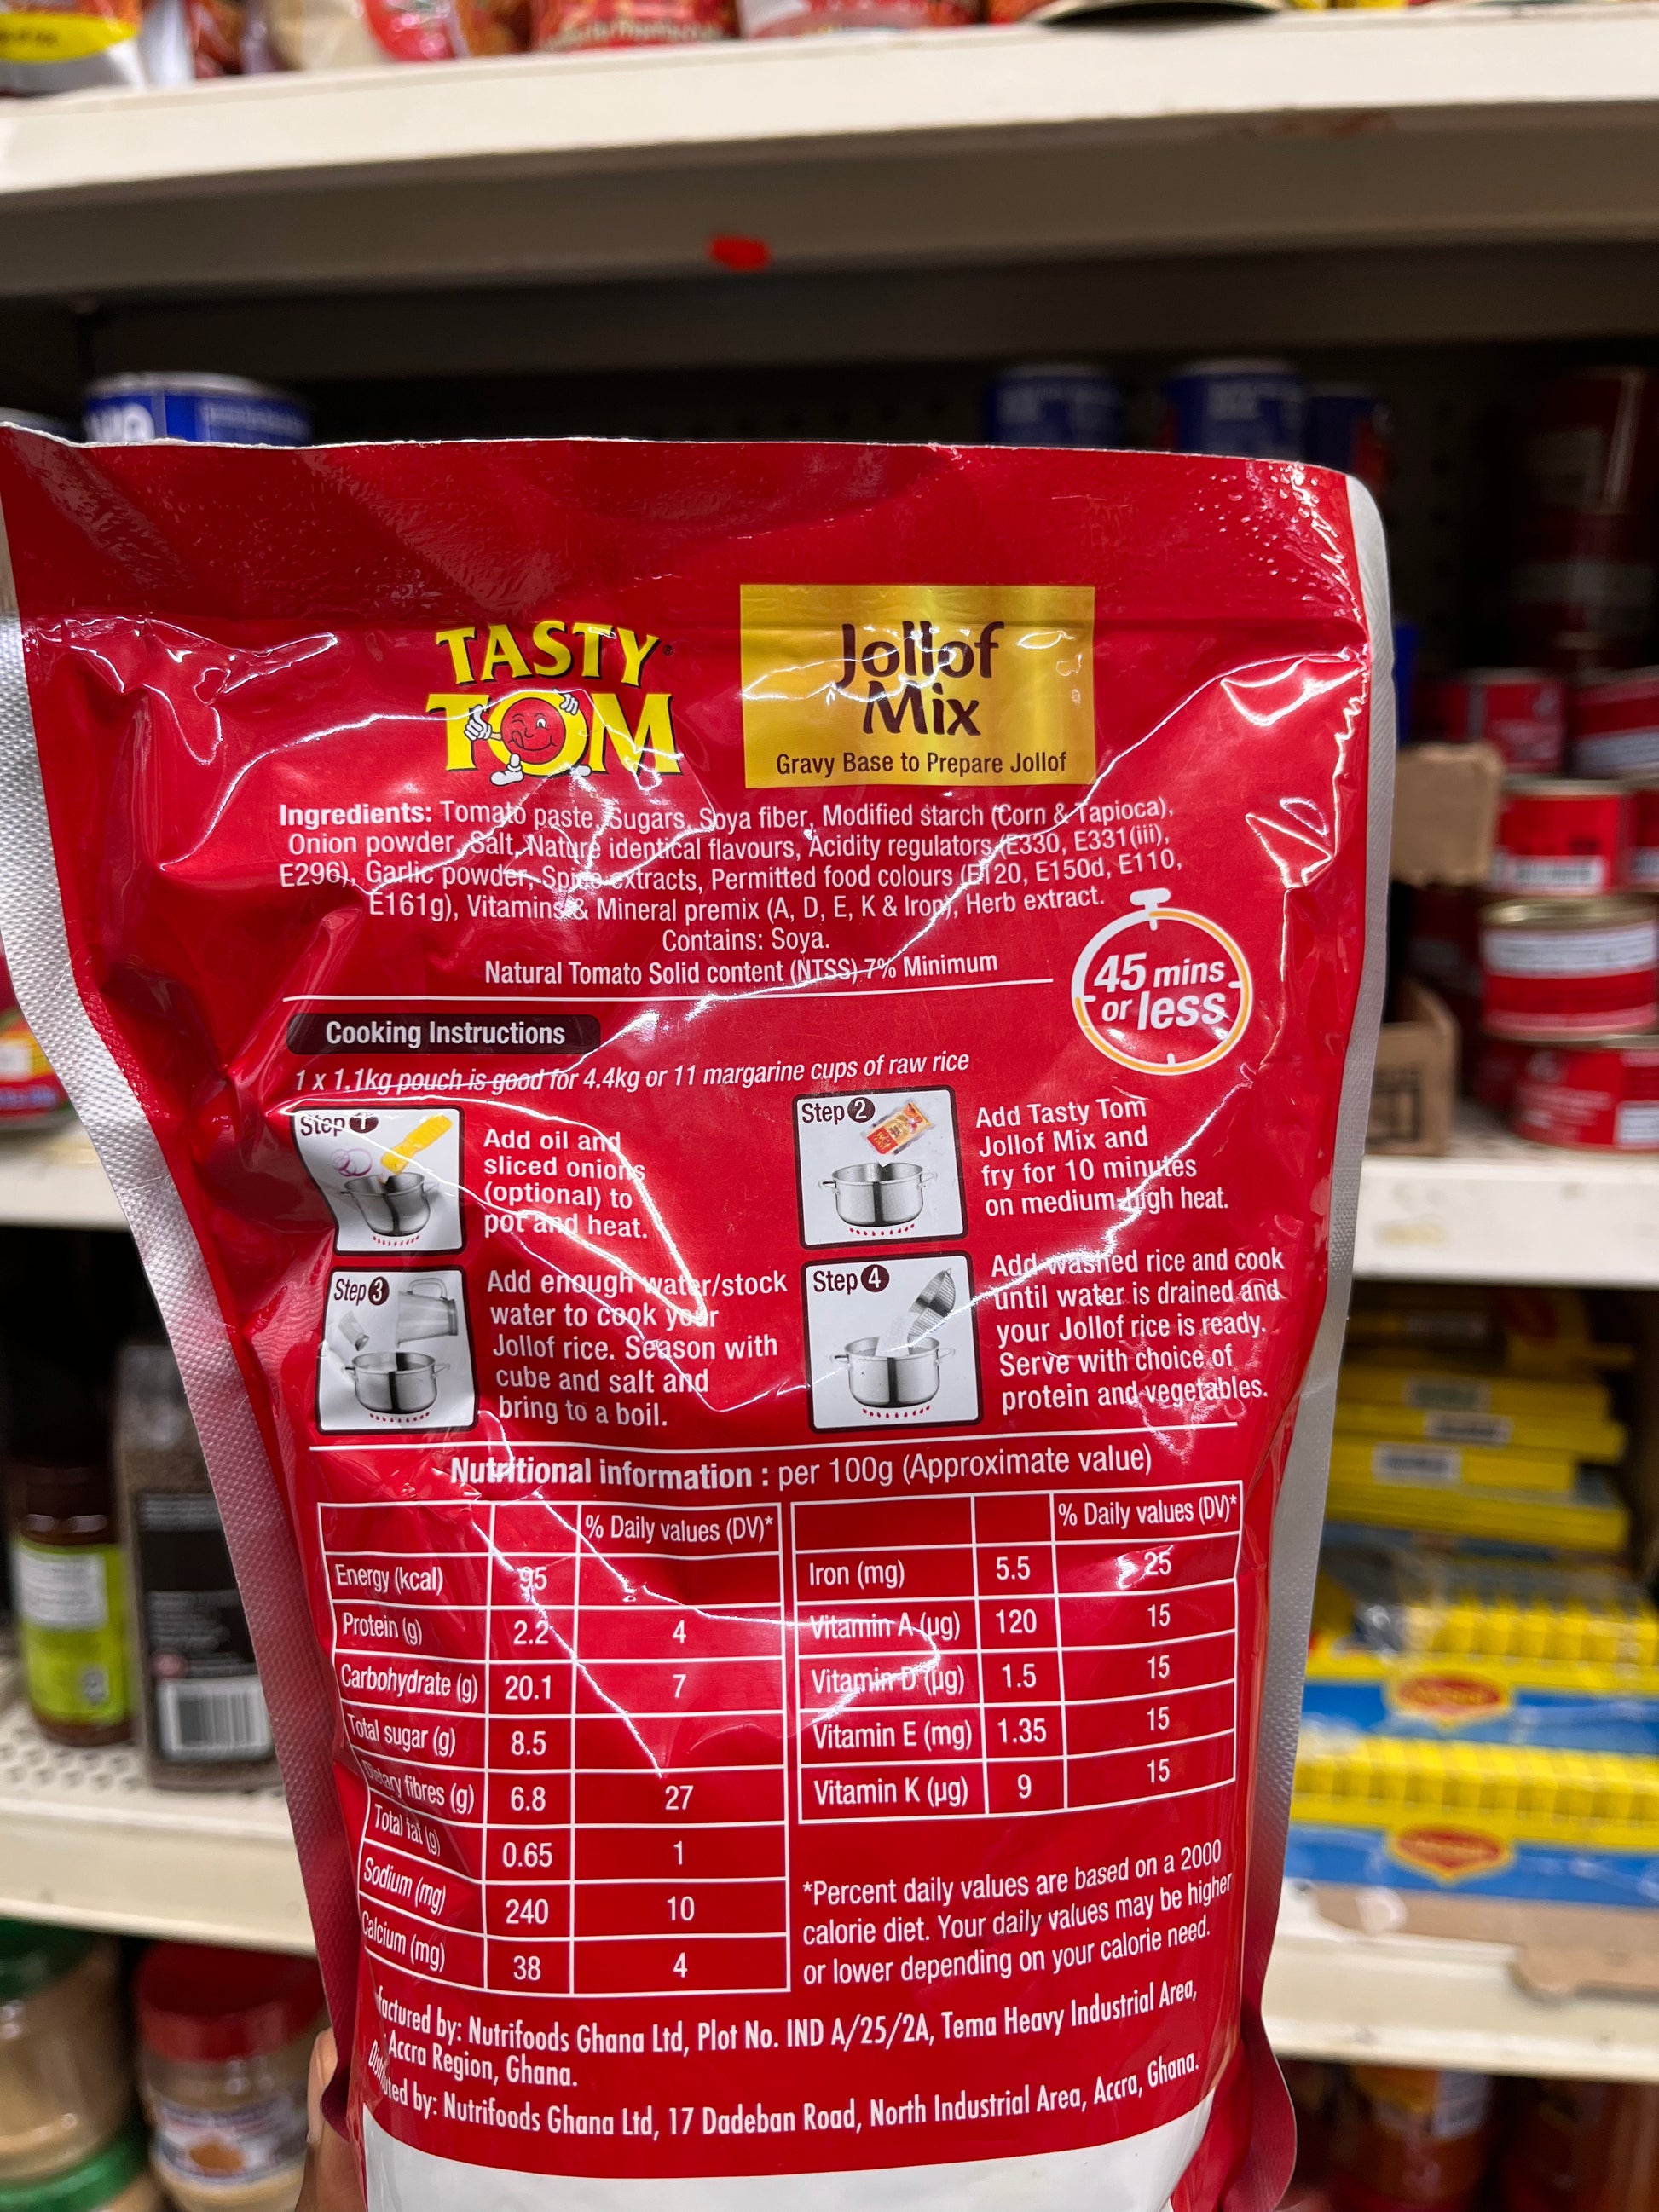 TASTY
TOM
Jollof
Mix
Gravy Base to Prepare Jollof
Ingredients: Tomato paste, Sugars, Soya fiber, Modified starch (Corn & Tapioca),
Onion powder, Salt, Nature identical flavours, Acidity regulators (E330, E331(iii),
E296), Garlic powder, Spice extracts, Permitted food colours (E120, E150d, E110,
E161g), Vitamins & Mineral premix (A, D, E, K & Iron), Herb extract.
Contains: Soya.
Natural Tomato Solid content (NTSS) 7% Minimum
45 mins
or less
Cooking Instructions
1 x 1.1kg pouch is good for 4.4kg or 11 margarine cups of raw rice
Step 1
Add oil and
sliced onions
(optional) to
pot and heat.
Step 2
Add Tasty Tom
Jollof Mix and
fry for 10 minutes
on medium-high heat.
Step 3
Add enough water/stock
water to cook your
Jollof rice. Season with
cube and salt and
bring to a boil.
Step 4
Add washed rice and cook
until water is drained and
your Jollof rice is ready.
Serve with choice of
protein and vegetables.
Nutritional information : per 100g (Approximate value)
% Daily values (DV)*
Energy (kcal) 95
Protein (g) 2.2 4
Carbohydrate (g) 20.1 7
Total sugar (g) 8.5
Dietary fibres (g) 6.8 27
Total fat (g) 0.65 1
Sodium (mg) 240 10
Calcium (mg) 38 4
% Daily values (DV)*
Iron (mg) 5.5 25
Vitamin A (µg) 120 15
Vitamin D (µg) 1.5 15
Vitamin E (mg) 1.35 15
Vitamin K (µg) 9 15
*Percent daily values are based on a 2000
calorie diet. Your daily values may be higher
or lower depending on your calorie need.
factured by: Nutrifoods Ghana Ltd, Plot No. IND A/25/2A, Tema Heavy Industrial Area,
Accra Region, Ghana.
Distributed by: Nutrifoods Ghana Ltd, 17 Dadeban Road, North Industrial Area, Accra, Ghana.